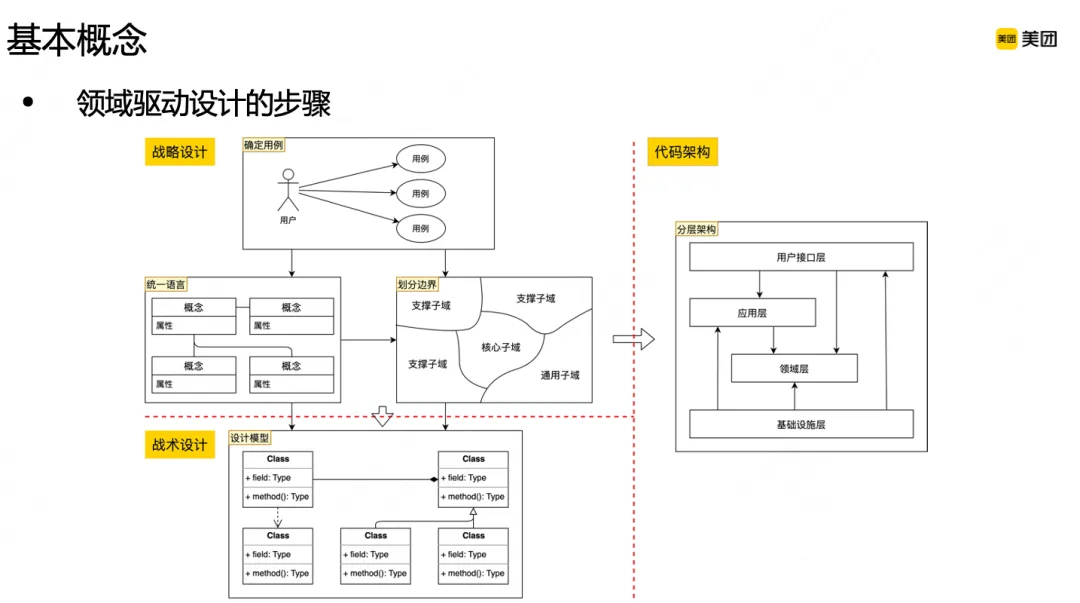 基本概念
美团 美团
• 领域驱动设计的步骤
战略设计
确定用例
用户
用例
用例
用例
统一语言
概念
属性
概念
属性
概念
属性
概念
属性
划分边界
支撑子域
支撑子域
核心子域
支撑子域
通用子域
战术设计
设计模型
Class
+ field: Type
+ method(): Type
Class
+ field: Type
+ method(): Type
Class
+ field: Type
+ method(): Type
Class
+ field: Type
+ method(): Type
Class
+ field: Type
+ method(): Type
代码架构
分层架构
用户接口层
应用层
领域层
基础设施层